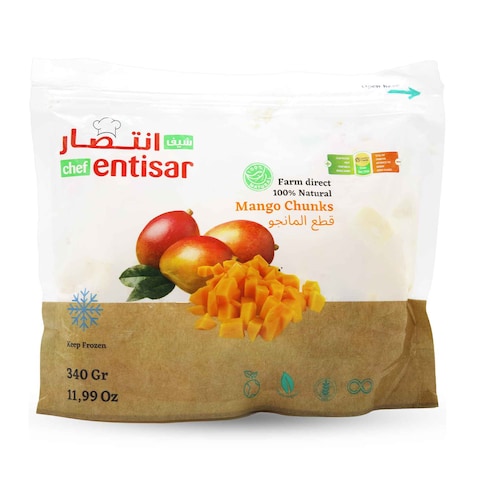 شيف انتصار
chef entisar
Farm direct
100% Natural
Mango Chunks
قطع المانجو
Keep Frozen
340 Gr
11,99 Oz